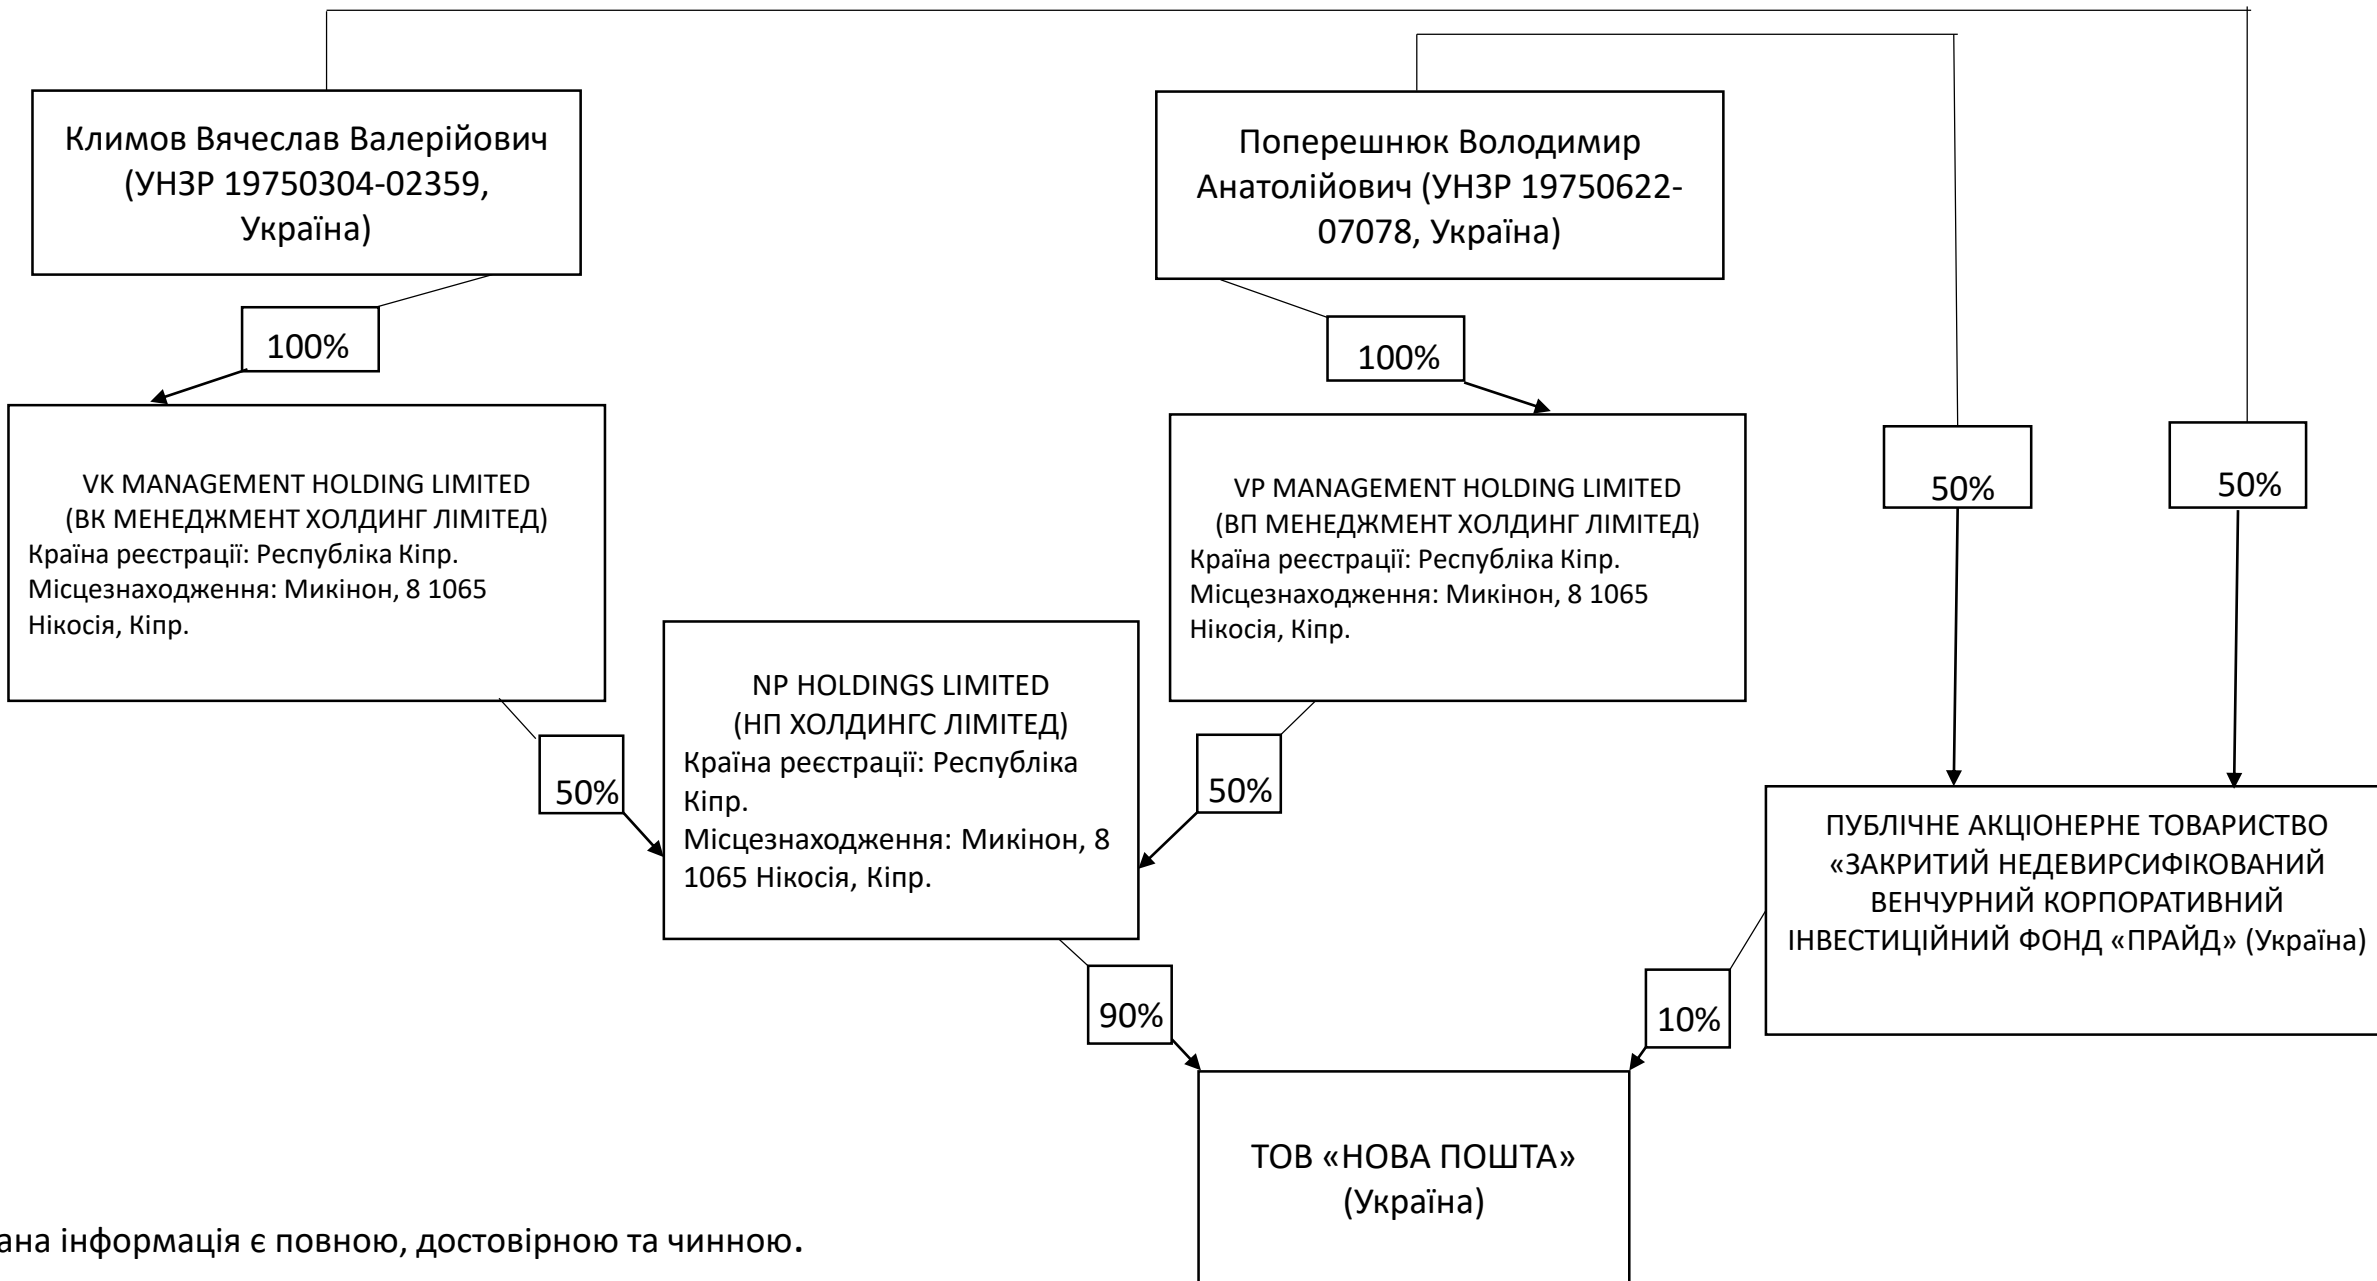 Климов Вячеслав Валерійович
(УНЗР 19750304-02359,
Україна)
Поперешнюк Володимир
Анатолійович (УНЗР 19750622-
07078, Україна)
100%
100%
VK MANAGEMENT HOLDING LIMITED
(ВК МЕНЕДЖМЕНТ ХОЛДИНГ ЛІМІТЕД)
Країна реєстрації: Республіка Кіпр.
Місцезнаходження: Микінон, 8 1065
Нікосія, Кіпр.
VP MANAGEMENT HOLDING LIMITED
(ВП МЕНЕДЖМЕНТ ХОЛДИНГ ЛІМІТЕД)
Країна реєстрації: Республіка Кіпр.
Місцезнаходження: Микінон, 8 1065
Нікосія, Кіпр.
50%
50%
NP HOLDINGS LIMITED
(НП ХОЛДИНГС ЛІМІТЕД)
Країна реєстрації: Республіка
Кіпр.
Місцезнаходження: Микінон, 8
1065 Нікосія, Кіпр.
50%
50%
ПУБЛІЧНЕ АКЦІОНЕРНЕ ТОВАРИСТВО
«ЗАКРИТИЙ НЕДЕВИРСИФІКОВАНИЙ
ВЕНЧУРНИЙ КОРПОРАТИВНИЙ
ІНВЕСТИЦІЙНИЙ ФОНД «ПРАЙД» (Україна)
90%
10%
ТОВ «НОВА ПОШТА»
(Україна)
інформація є повною, достовірною та чинною.